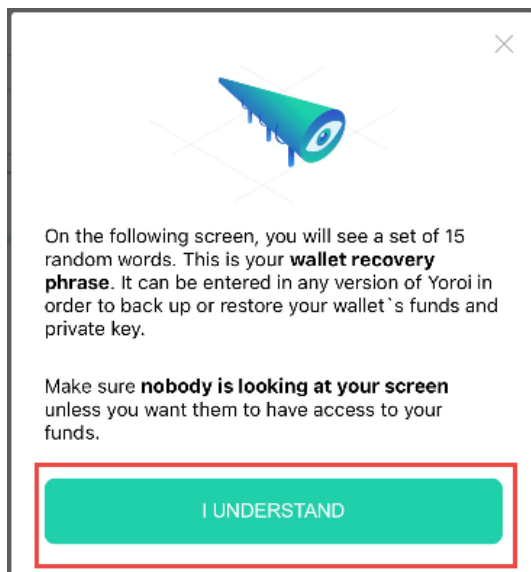 On the following screen, you will see a set of 15
random words. This is your wallet recovery
phrase. It can be entered in any version of Yoroi in
order to back up or restore your wallet`s funds and
private key.
Make sure nobody is looking at your screen
unless you want them to have access to your
funds.
I UNDERSTAND